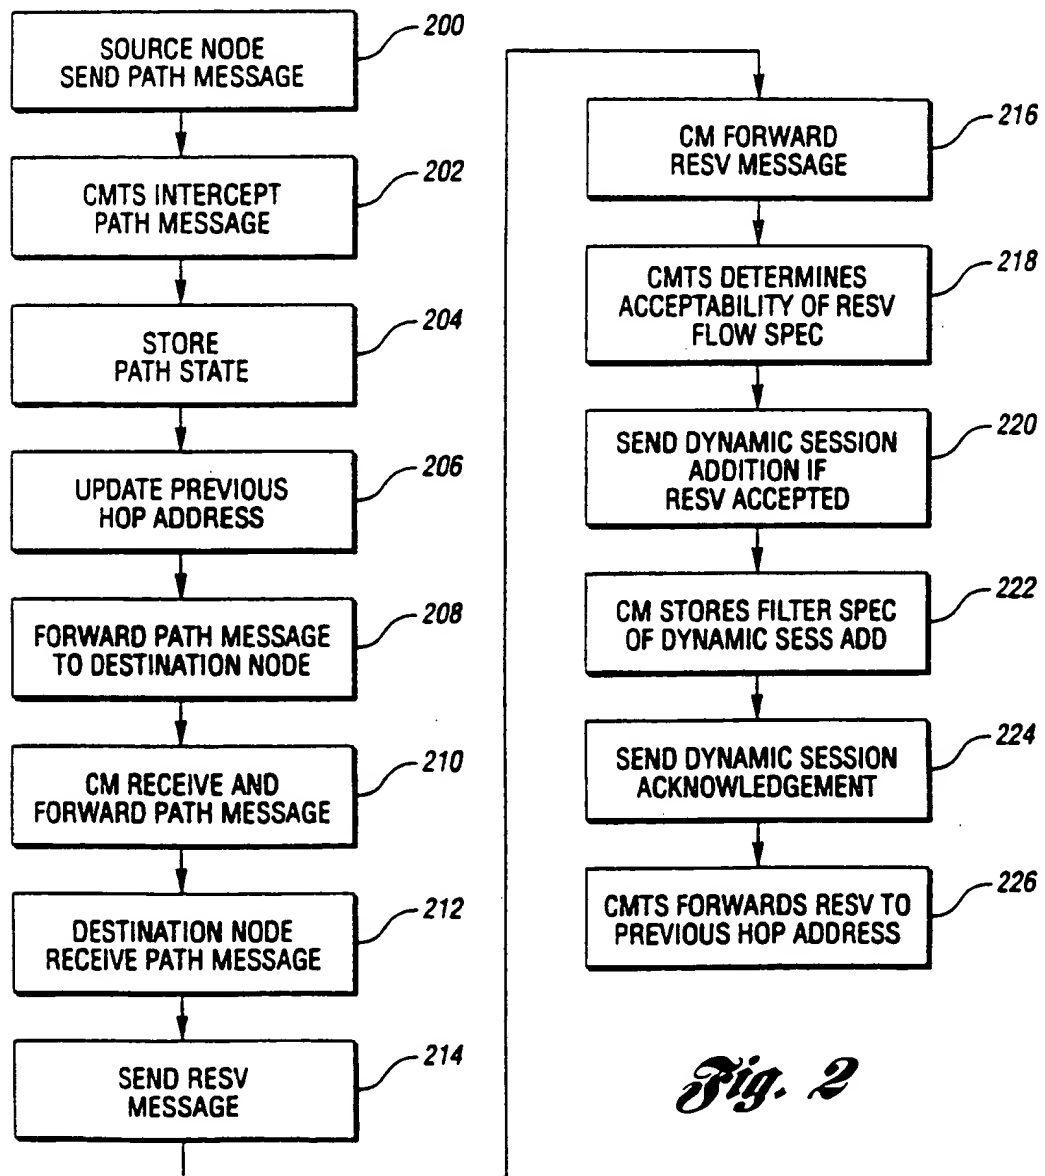 SOURCE NODE
SEND PATH MESSAGE
200
CMTS INTERCEPT
PATH MESSAGE
202
STORE
PATH STATE
204
UPDATE PREVIOUS
HOP ADDRESS
206
FORWARD PATH MESSAGE
TO DESTINATION NODE
208
CM RECEIVE AND
FORWARD PATH MESSAGE
210
DESTINATION NODE
RECEIVE PATH MESSAGE
212
SEND RESV
MESSAGE
214
CM FORWARD
RESV MESSAGE
216
CMTS DETERMINES
ACCEPTABILITY OF RESV
FLOW SPEC
218
SEND DYNAMIC SESSION
ADDITION IF
RESV ACCEPTED
220
CM STORES FILTER SPEC
OF DYNAMIC SESS ADD
222
SEND DYNAMIC SESSION
ACKNOWLEDGEMENT
224
CMTS FORWARDS RESV TO
PREVIOUS HOP ADDRESS
226
Fig. 2